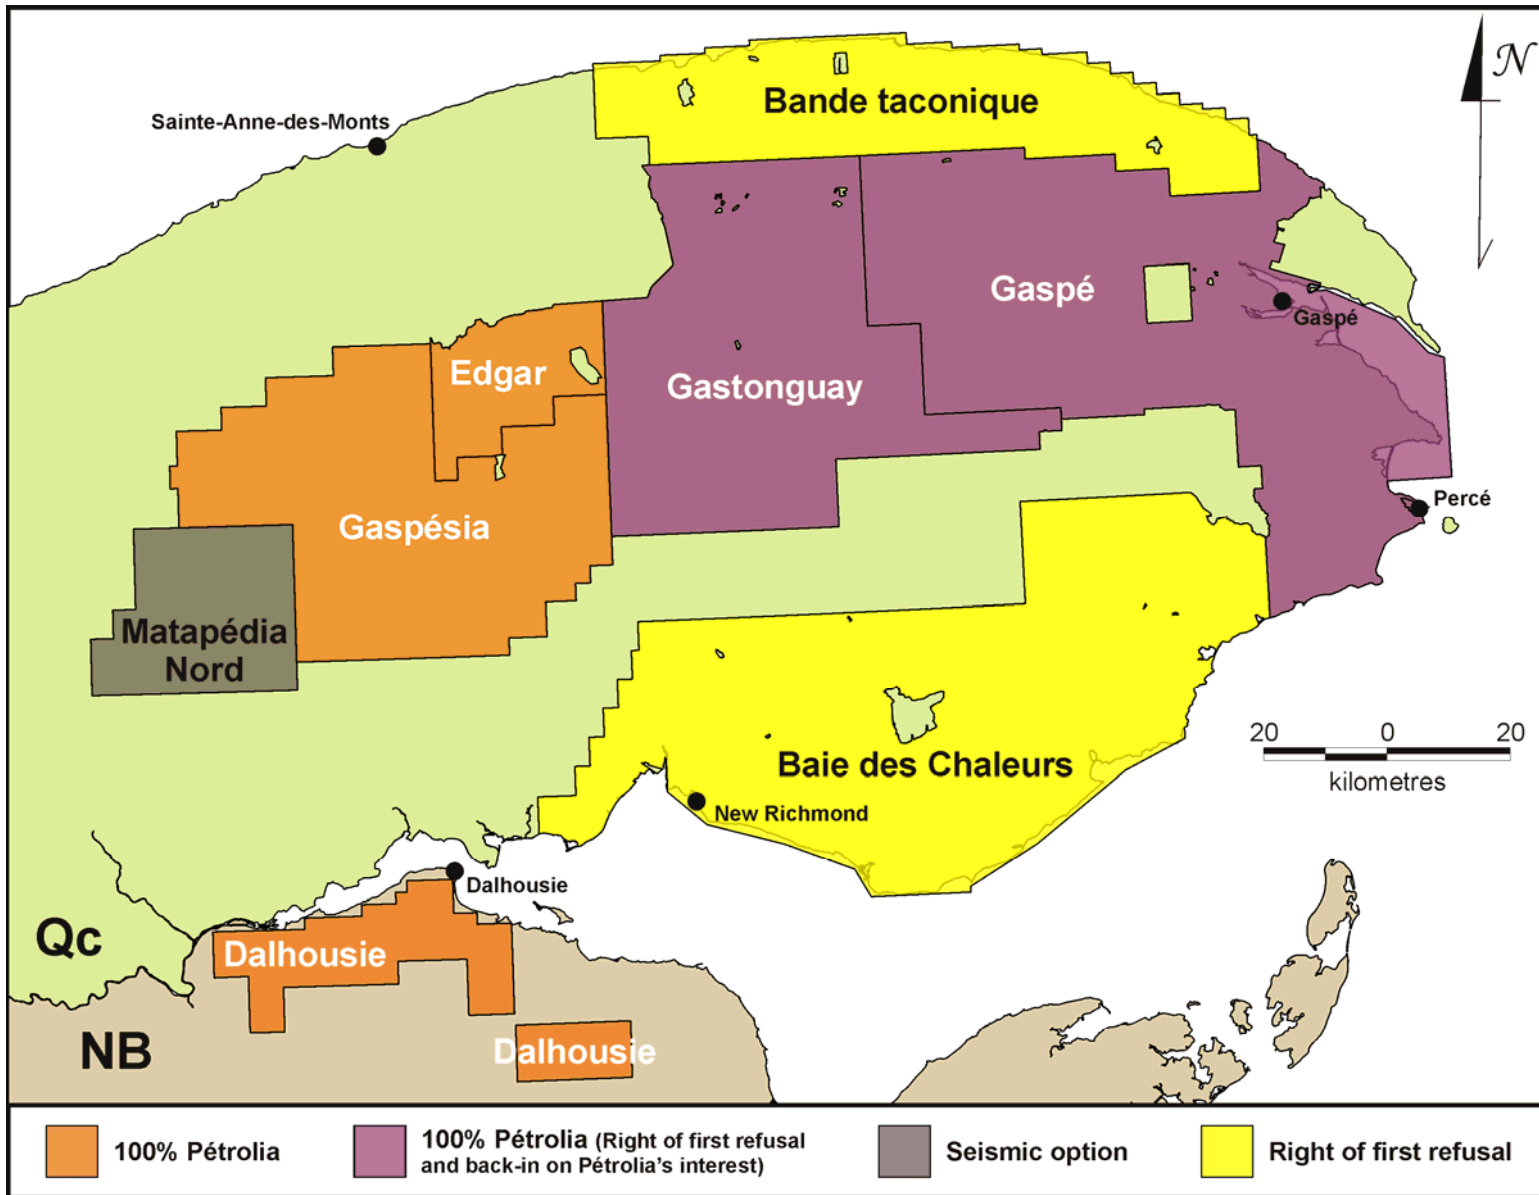 N
Bande taconique
Sainte-Anne-des-Monts
Gaspé
Gaspé
Edgar
Gastonguay
Percé
Gaspésia
Matapédia
Nord
20 0 20
kilometres
Baie des Chaleurs
New Richmond
Dalhousie
Qc
Dalhousie
NB
Dalhousie
100% Pétrolia
100% Pétrolia (Right of first refusal
and back-in on Pétrolia's interest)
Seismic option
Right of first refusal